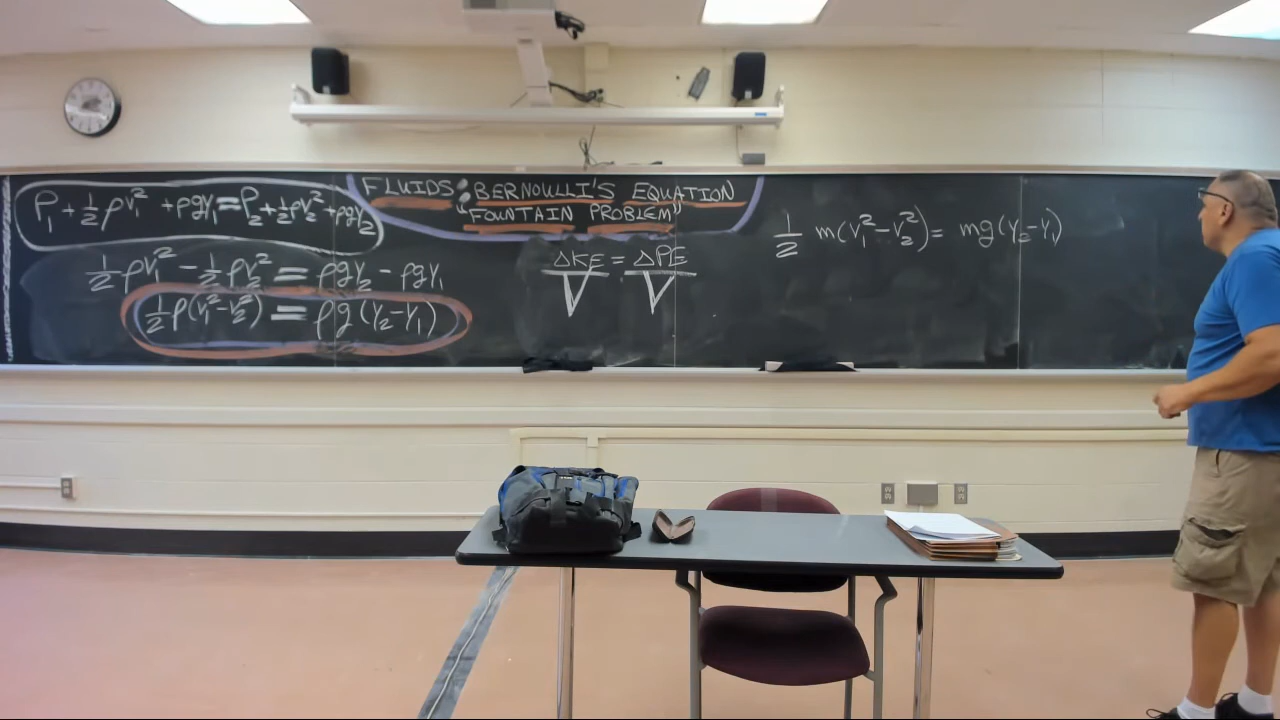 FLUIDS: BERNOULLI'S EQUATION
"FOUNTAIN PROBLEM"
P₁ + ½ρv₁² + ρgy₁ = P₂ + ½ρv₂² + ρgy₂
½ρv₁² - ½ρv₂² = ρgy₂ - ρgy₁
½ρ(v₁² - v₂²) = ρg(y₂ - y₁)
ΔKE/V = ΔPE/V
½ m(v₁² - v₂²) = mg(y₂ - y₁)